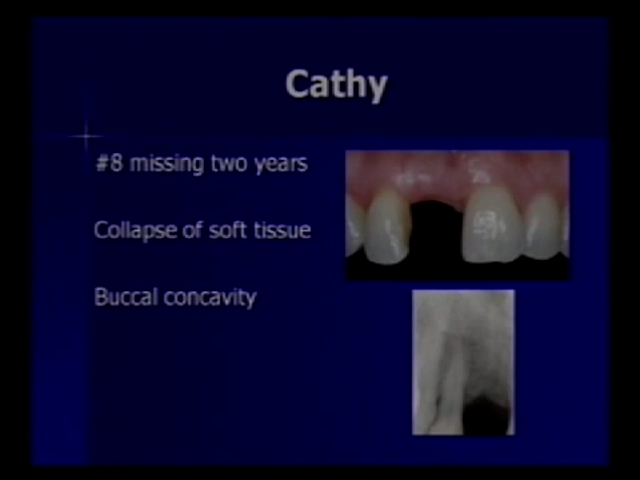 Cathy
#8 missing two years
Collapse of soft tissue
Buccal concavity